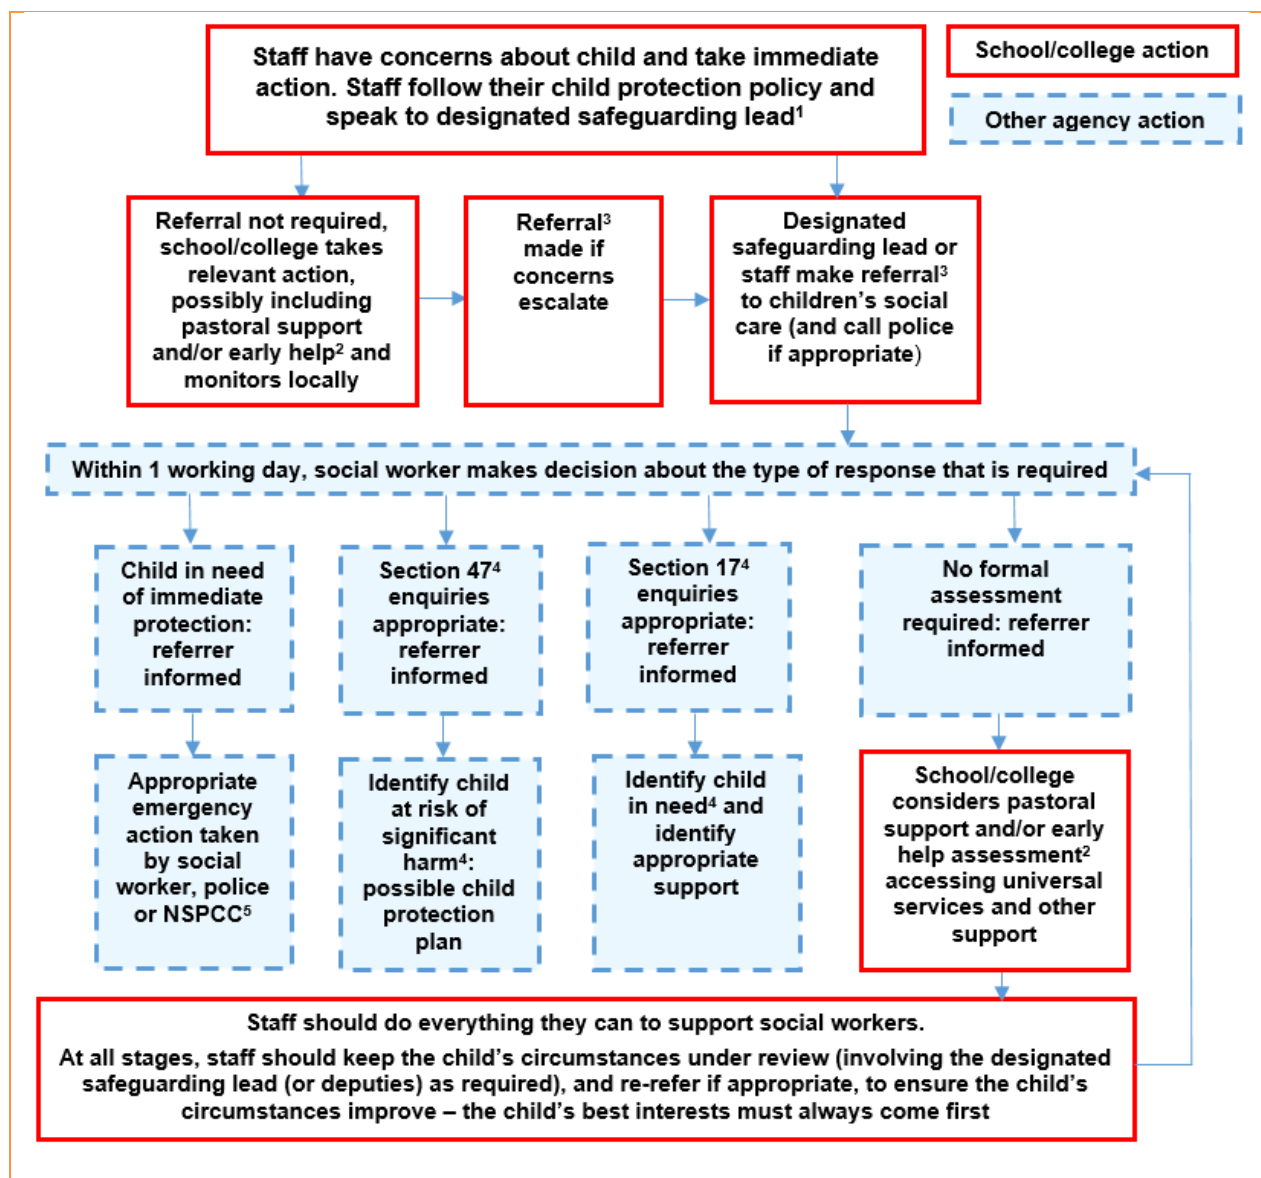 Staff have concerns about child and take immediate
action. Staff follow their child protection policy and
speak to designated safeguarding lead¹
School/college action
Other agency action
Referral not required,
school/college takes
relevant action,
possibly including
pastoral support
and/or early help² and
monitors locally
Referral³
made if
concerns
escalate
Designated
safeguarding lead or
staff make referral³
to children’s social
care (and call police
if appropriate)
Within 1 working day, social worker makes decision about the type of response that is required
Child in need
of immediate
protection:
referrer
informed
Section 47⁴
enquiries
appropriate:
referrer
informed
Section 17⁴
enquiries
appropriate:
referrer
informed
No formal
assessment
required: referrer
informed
Appropriate
emergency
action taken
by social
worker, police
or NSPCC⁵
Identify child
at risk of
significant
harm⁴:
possible child
protection
plan
Identify child
in need⁴ and
identify
appropriate
support
School/college
considers pastoral
support and/or early
help assessment²
accessing universal
services and other
support
Staff should do everything they can to support social workers.
At all stages, staff should keep the child’s circumstances under review (involving the designated
safeguarding lead (or deputies) as required), and re-refer if appropriate, to ensure the child’s
circumstances improve – the child’s best interests must always come first